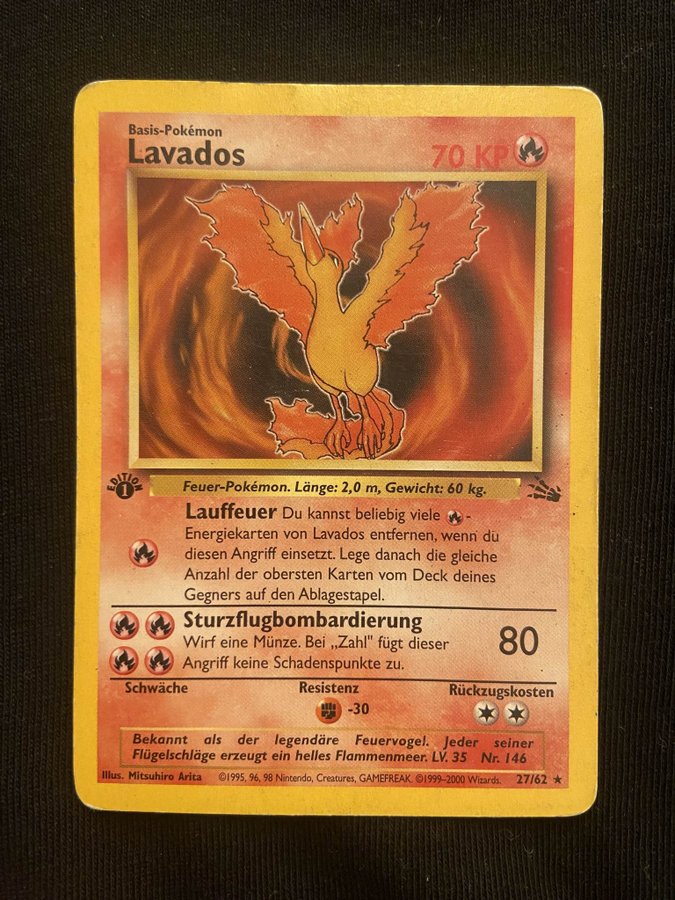 Basis-Pokémon
Lavados 70 KP
EDITION 1
Feuer-Pokémon. Länge: 2,0 m, Gewicht: 60 kg.
Lauffeuer Du kannst beliebig viele -
Energiekarten von Lavados entfernen, wenn du
diesen Angriff einsetzt. Lege danach die gleiche
Anzahl der obersten Karten vom Deck deines
Gegners auf den Ablagestapel.
Sturzflugbombardierung
Wirf eine Münze. Bei „Zahl" fügt dieser
Angriff keine Schadenspunkte zu.
80
Schwäche Resistenz Rückzugskosten
-30
Bekannt als der legendäre Feuervogel. Jeder seiner
Flügelschläge erzeugt ein helles Flammenmeer. LV. 35 Nr. 146
Illus. Mitsuhiro Arita ©1995, 96, 98 Nintendo, Creatures, GAMEFREAK. ©1999-2000 Wizards. 27/62 ★